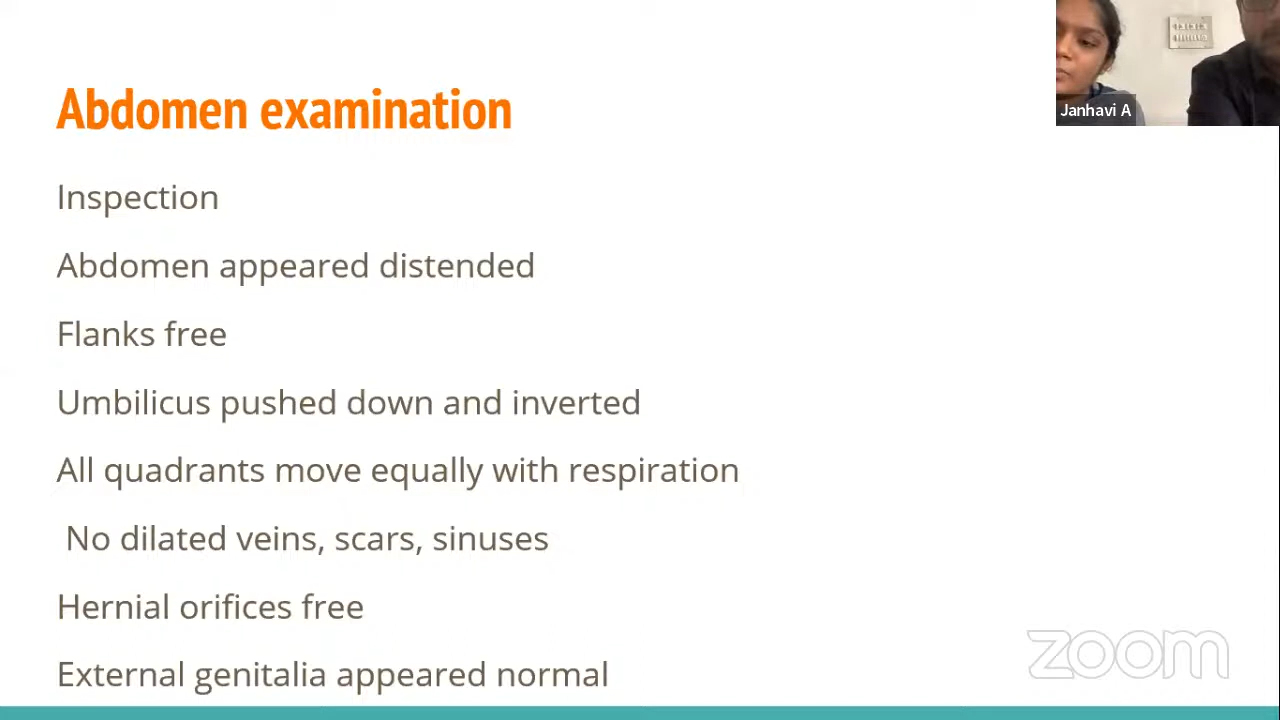 Abdomen examination
Inspection
Abdomen appeared distended
Flanks free
Umbilicus pushed down and inverted
All quadrants move equally with respiration
No dilated veins, scars, sinuses
Hernial orifices free
External genitalia appeared normal
Janhavi A
zoom